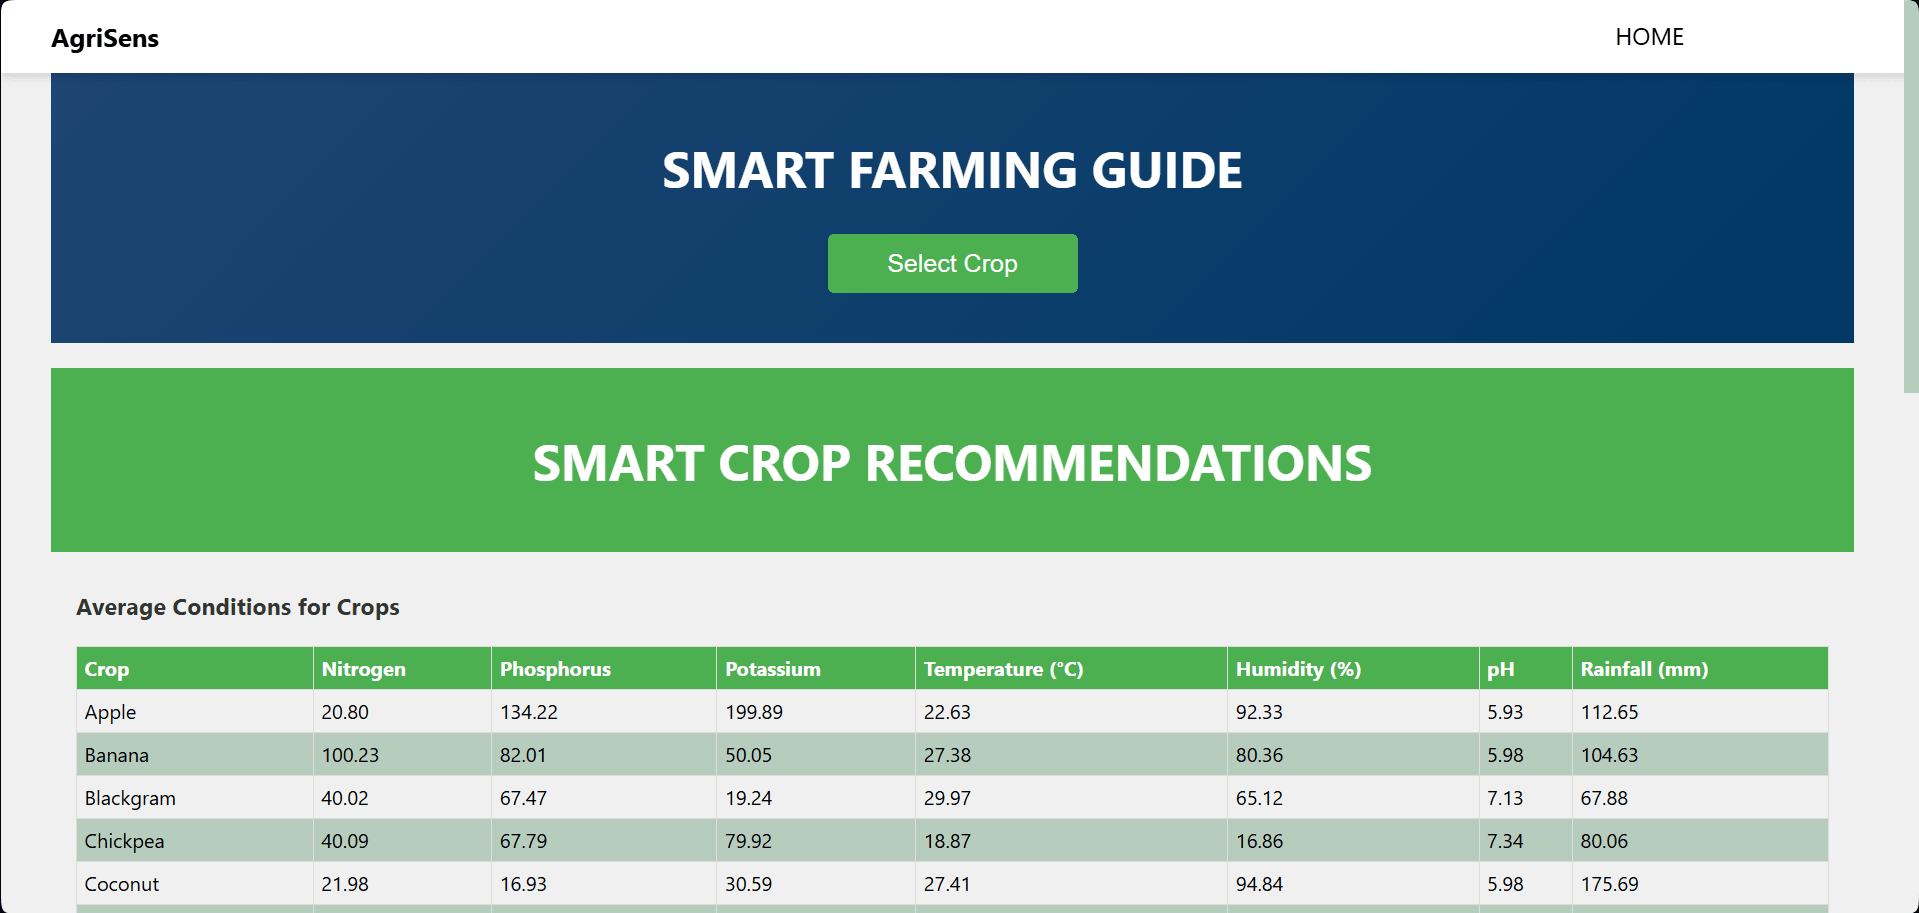 AgriSens HOME
SMART FARMING GUIDE
Select Crop
SMART CROP RECOMMENDATIONS
Average Conditions for Crops
Crop Nitrogen Phosphorus Potassium Temperature (°C) Humidity (%) pH Rainfall (mm)
Apple 20.80 134.22 199.89 22.63 92.33 5.93 112.65
Banana 100.23 82.01 50.05 27.38 80.36 5.98 104.63
Blackgram 40.02 67.47 19.24 29.97 65.12 7.13 67.88
Chickpea 40.09 67.79 79.92 18.87 16.86 7.34 80.06
Coconut 21.98 16.93 30.59 27.41 94.84 5.98 175.69